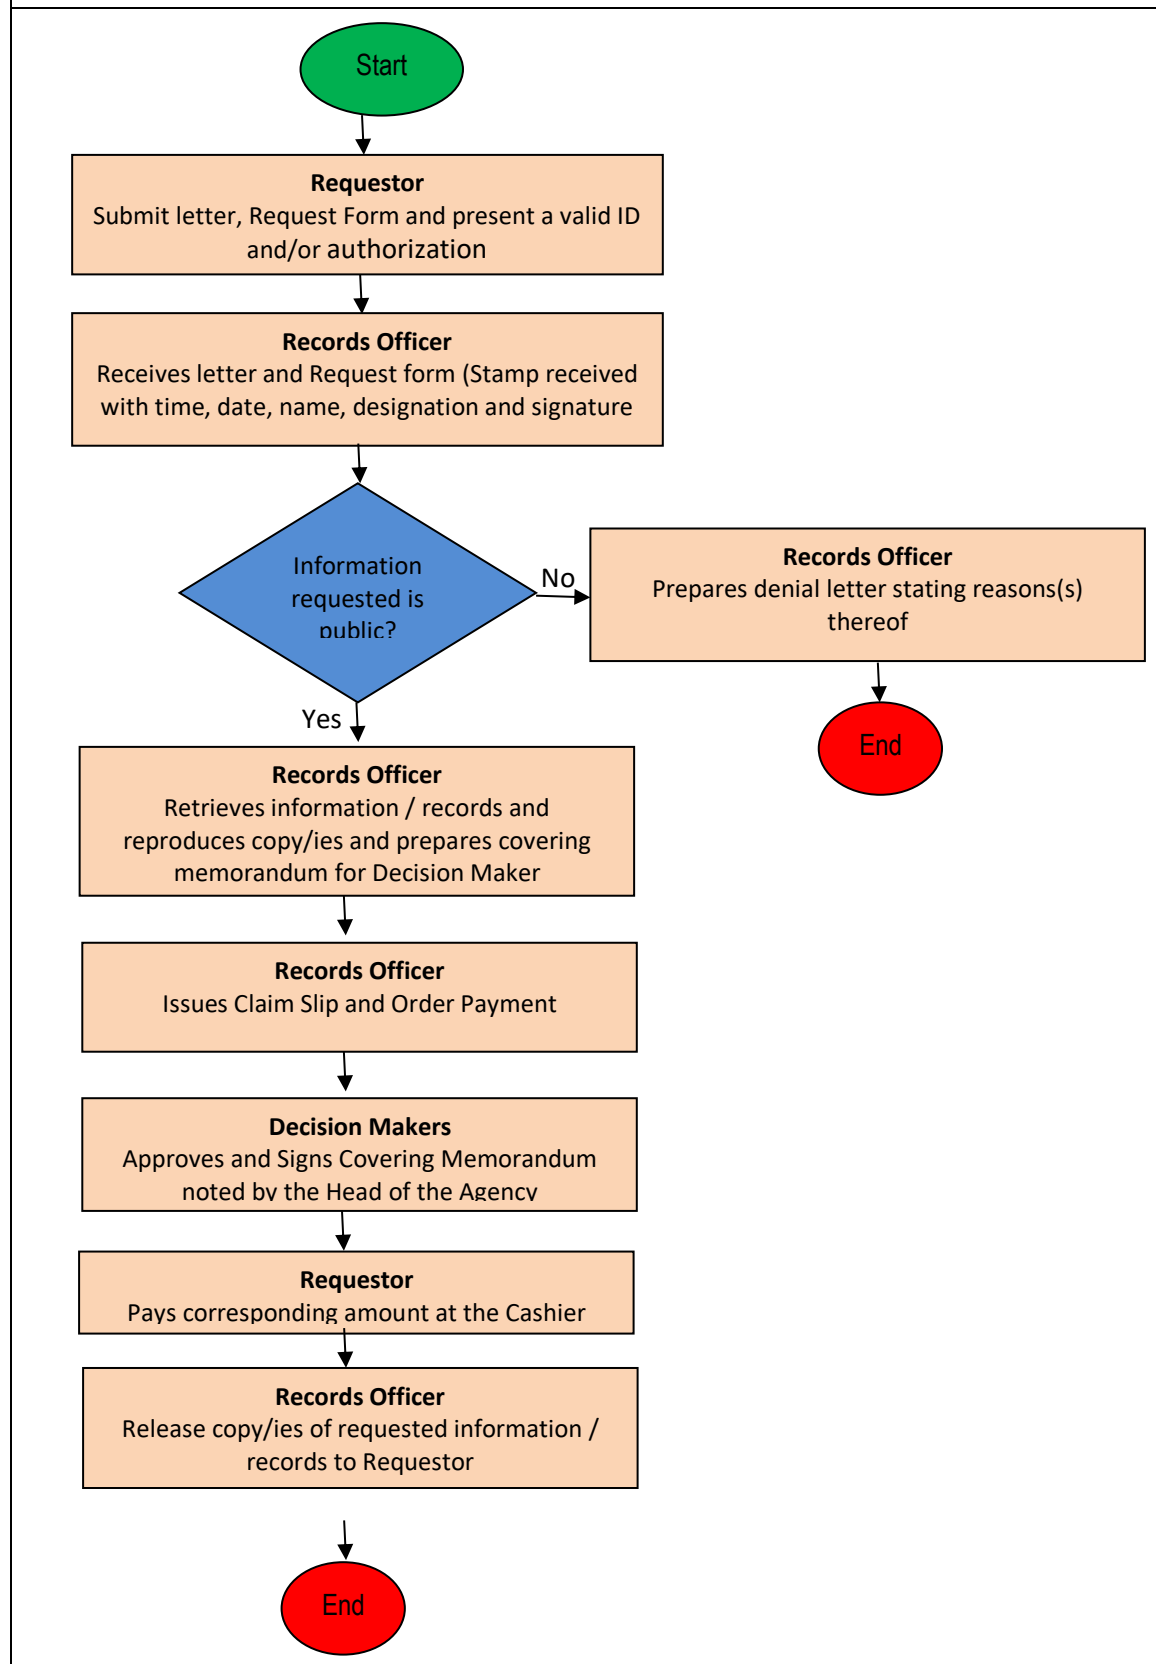 Start
Requestor
Submit letter, Request Form and present a valid ID
and/or authorization
Records Officer
Receives letter and Request form (Stamp received
with time, date, name, designation and signature
Information
requested is
public?
No
Records Officer
Prepares denial letter stating reasons(s)
thereof
End
Yes
Records Officer
Retrieves information / records and
reproduces copy/ies and prepares covering
memorandum for Decision Maker
Records Officer
Issues Claim Slip and Order Payment
Decision Makers
Approves and Signs Covering Memorandum
noted by the Head of the Agency
Requestor
Pays corresponding amount at the Cashier
Records Officer
Release copy/ies of requested information /
records to Requestor
End